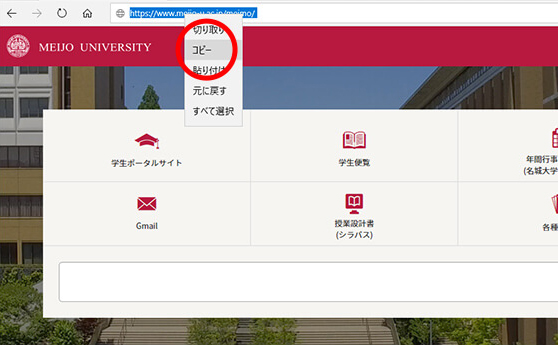 https://www.meijo-u.ac.jp/meimo/
MEIJO UNIVERSITY
切り取り
コピー
貼り付け
元に戻す
すべて選択
学生ポータルサイト
学生便覧
年間行事
(名城大学
Gmail
授業設計書
(シラバス)
各種